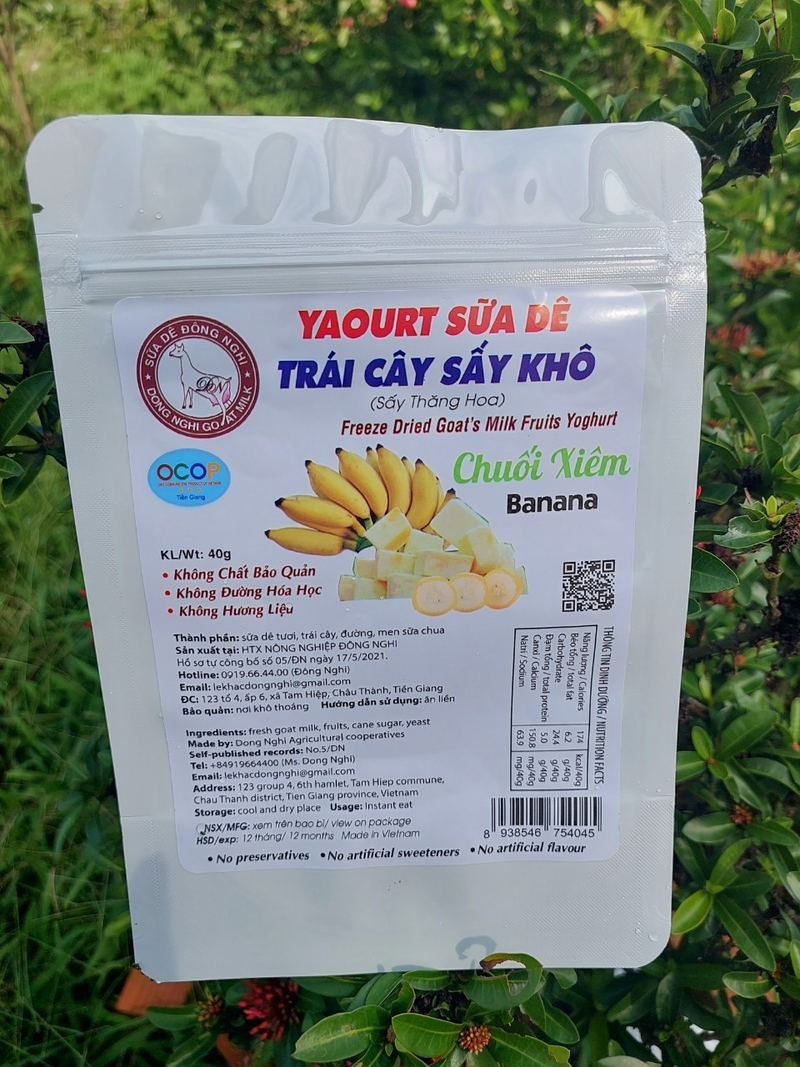 YAOURT SỮA DÊ
TRÁI CÂY SẤY KHÔ
(Sấy Thăng Hoa)
Freeze Dried Goat's Milk Fruits Yoghurt
SỮA DÊ ĐÔNG NGHI
DN
DONG NGHI GOAT MILK
OCOP
Tiền Giang
Chuối Xiêm
Banana
KL/Wt: 40g
• Không Chất Bảo Quản
• Không Đường Hóa Học
• Không Hương Liệu
Thành phần: sữa dê tươi, trái cây, đường, men sữa chua
Sản xuất tại: HTX NÔNG NGHIỆP ĐÔNG NGHI
Hồ sơ tự công bố số 05/ĐN ngày 17/5/2021.
Hotline: 0919.66.44.00 (Đông Nghi)
Email: lekhacdongnghi@gmail.com
ĐC: 123 tổ 4, ấp 6, xã Tam Hiệp, Châu Thành, Tiền Giang
Bảo quản: nơi khô thoáng Hướng dẫn sử dụng: ăn liền
Ingredients: fresh goat milk, fruits, cane sugar, yeast
Made by: Dong Nghi Agricultural cooperatives
Self-published records: No.5/DN
Tel: +84919664400 (Ms. Dong Nghi)
Email: lekhacdongnghi@gmail.com
Address: 123 group 4, 6th hamlet, Tam Hiep commune,
Chau Thanh district, Tien Giang province, Vietnam
Storage: cool and dry place Usage: Instant eat
NSX/MFG: xem trên bao bì/ view on package
HSD/exp: 12 tháng/ 12 months Made in Vietnam
• No preservatives • No artificial sweeteners • No artificial flavour
THÔNG TIN DINH DƯỠNG / NUTRITION FACTS
Năng lượng / Calories 174 kcal/40g
Béo tổng / total fat 6.2 g/40g
Carbohydrate 24.4 g/40g
Đạm tổng / total protein 5.0 g/40g
Canxi / Calcium 150.8 mg/40g
Natri / Sodium 63.9 mg/40g
8 938546 754045